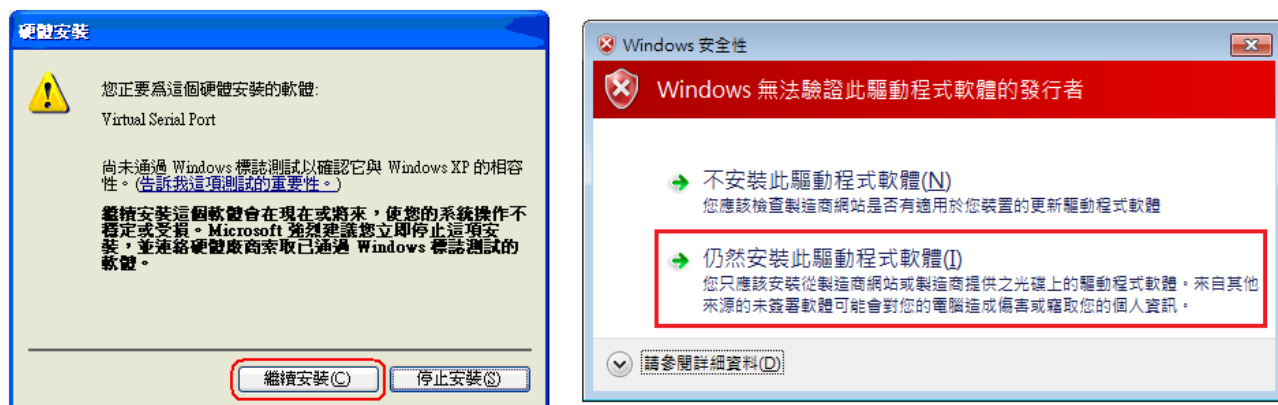 硬體安裝
您正要為這個硬體安裝的軟體:
Virtual Serial Port
尚未通過 Windows 標誌測試以確認它與 Windows XP 的相容
性。(告訴我這項測試的重要性。)
繼續安裝這個軟體會在現在或將來，使您的系統操作不
穩定或受損。Microsoft 強烈建議您立即停止這項安
裝，並連絡硬體廠商索取已通過 Windows 標誌測試的
軟體。
繼續安裝(C)
停止安裝(S)
Windows 安全性
Windows 無法驗證此驅動程式軟體的發行者
不安裝此驅動程式軟體(N)
您應該檢查製造商網站是否有適用於您裝置的更新驅動程式軟體
仍然安裝此驅動程式軟體(I)
您只應該安裝從製造商網站或製造商提供之光碟上的驅動程式軟體。來自其他
來源的未簽署軟體可能會對您的電腦造成傷害或竊取您的個人資訊。
請參閱詳細資料(D)